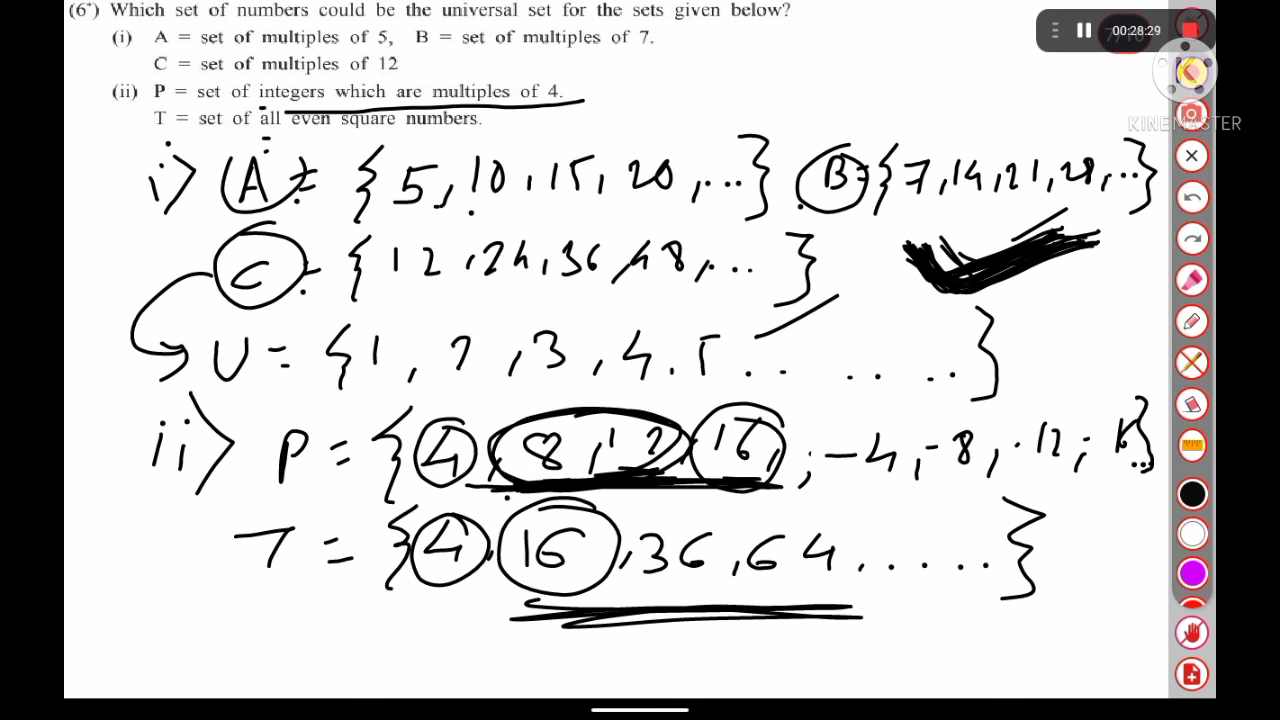 (6*) Which set of numbers could be the universal set for the sets given below?
(i) A = set of multiples of 5, B = set of multiples of 7.
C = set of multiples of 12
(ii) P = set of integers which are multiples of 4.
T = set of all even square numbers.
00:28:29
KINEMASTER
i) A = {5, 10, 15, 20, ...} B = {7, 14, 21, 28, ...}
C = {12, 24, 36, 48, ...}
U = {1, 2, 3, 4, 5 . . . . . . .}
ii) P = {4, 8, 12, 16, , -4, -8, -12, ...}
T = {4, 16, 36, 64, . . . . .}